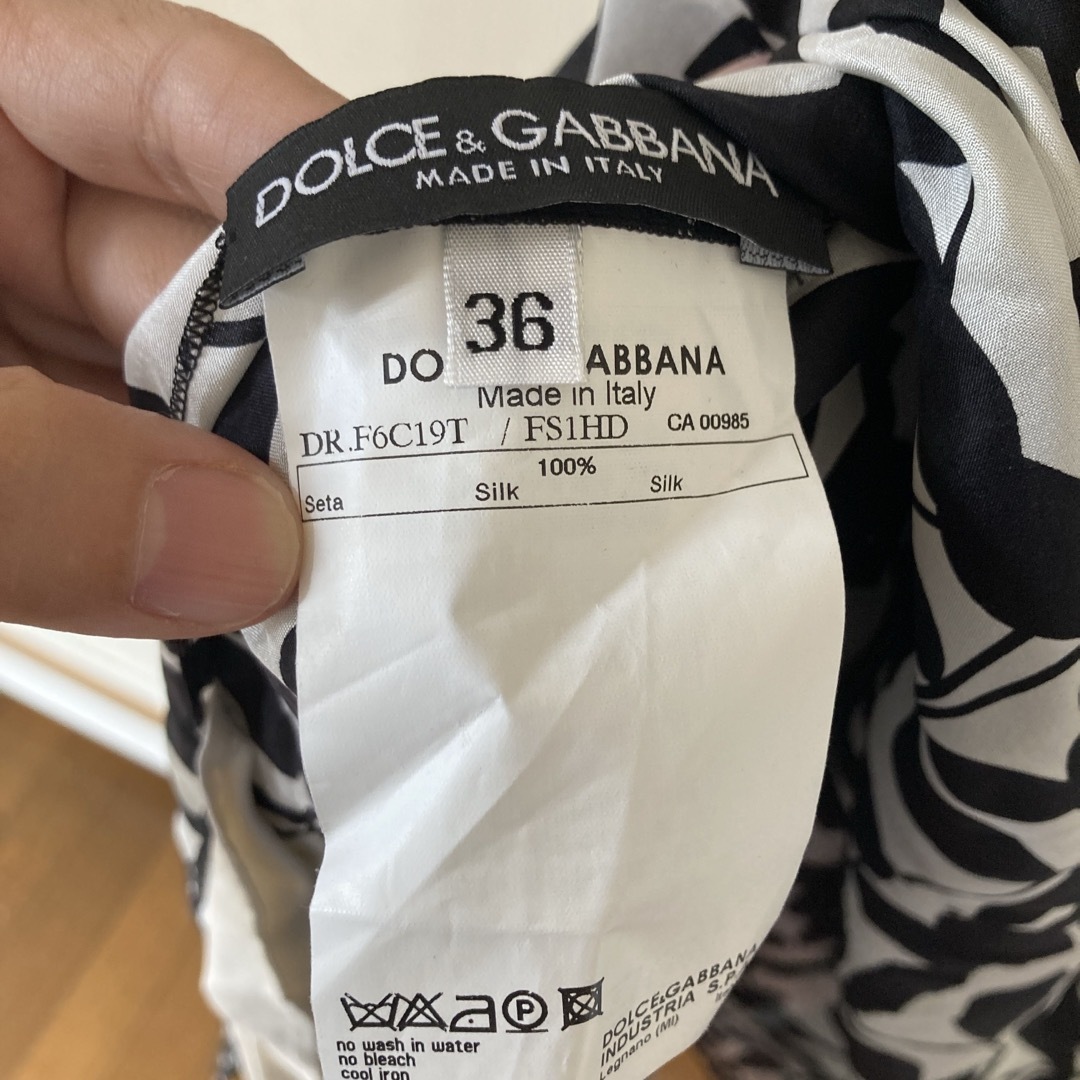 DOLCE & GABBANA
MADE IN ITALY
36
DO ABBANA
Made in Italy
DR.F6C19T / FS1HD CA 00985
100%
Seta Silk Silk
P
no wash in water
no bleach
cool iron
DOLCE&GABBANA
INDUSTRIA S.P.
Legnano (MI)